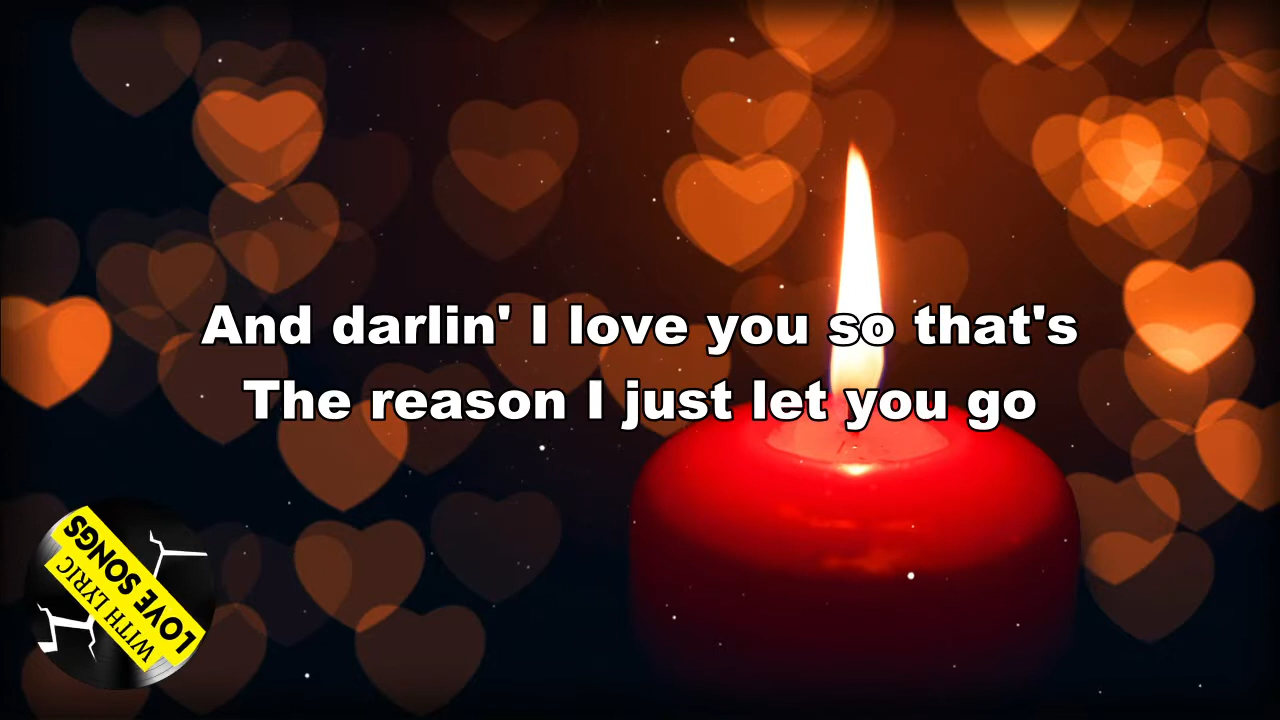 And darlin' I love you so that's
The reason I just let you go
LOVE SONGS
WITH LYRIC